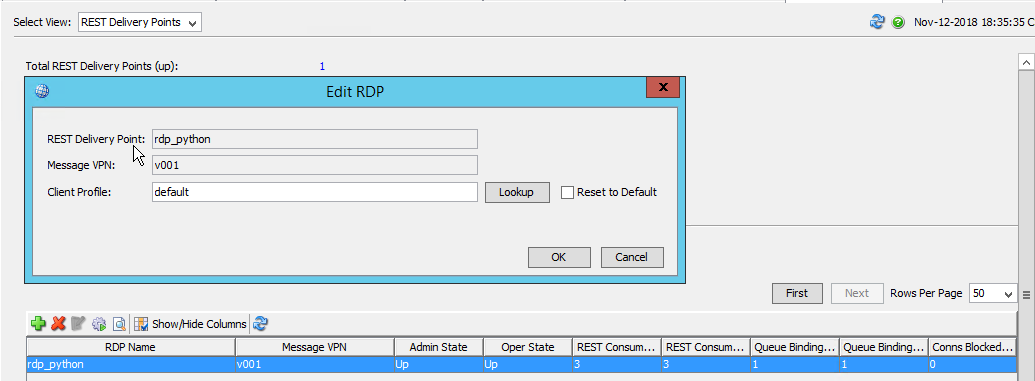 Select View: REST Delivery Points Nov-12-2018 18:35:35 C
Total REST Delivery Points (up): 1
Edit RDP
x
REST Delivery Point: rdp_python
Message VPN: v001
Client Profile: default Lookup Reset to Default
OK Cancel
First Next Rows Per Page 50
Show/Hide Columns
RDP Name Message VPN Admin State Oper State REST Consum... REST Consum... Queue Binding... Queue Binding... Conns Blocked...
rdp_python v001 Up Up 3 3 1 1 0